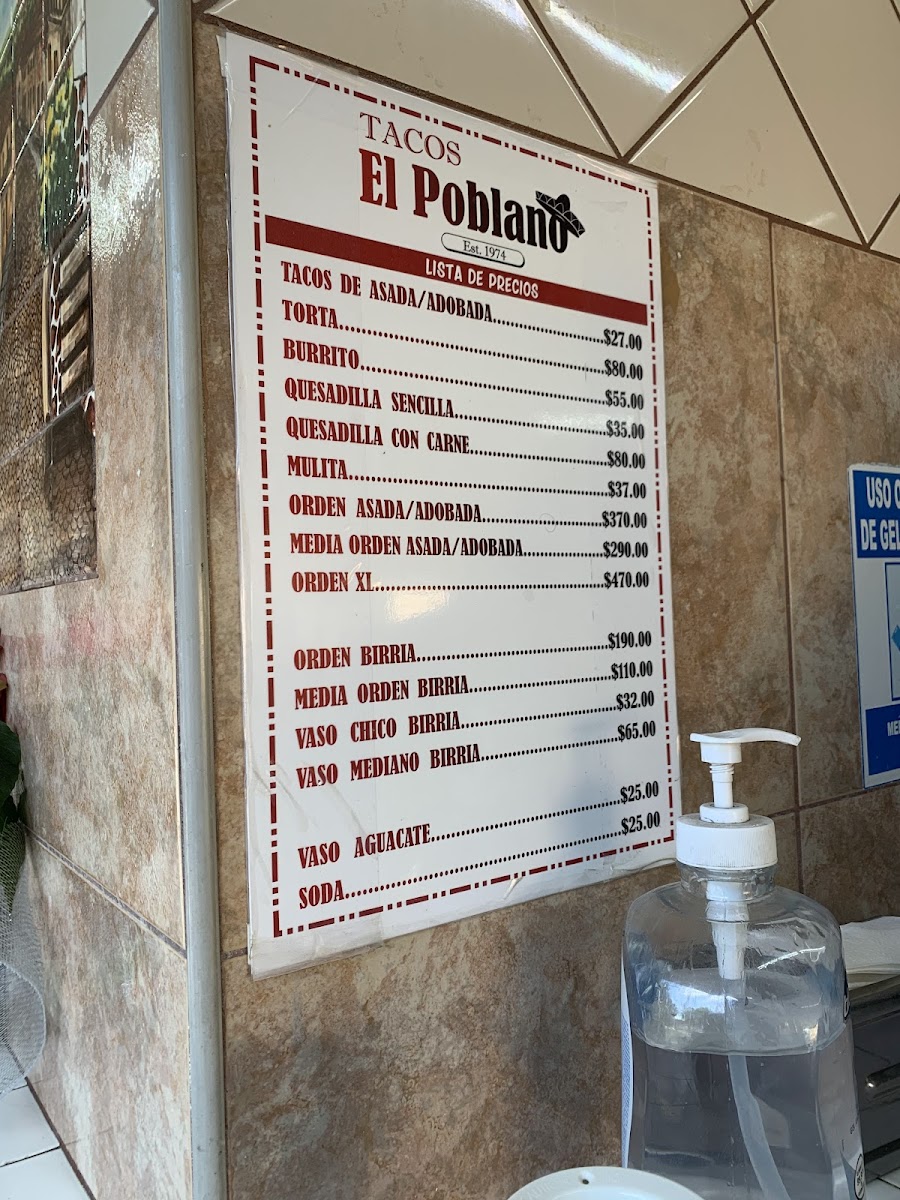 TACOS
El Poblano
Est. 1974
LISTA DE PRECIOS
TACOS DE ASADA/ADOBADA....................$27.00
TORTA....................$80.00
BURRITO....................$55.00
QUESADILLA SENCILLA....................$35.00
QUESADILLA CON CARNE....................$80.00
MULITA....................$37.00
ORDEN ASADA/ADOBADA....................$370.00
MEDIA ORDEN ASADA/ADOBADA....................$290.00
ORDEN XL....................$470.00
ORDEN BIRRIA....................$190.00
MEDIA ORDEN BIRRIA....................$110.00
VASO CHICO BIRRIA....................$32.00
VASO MEDIANO BIRRIA....................$65.00
VASO AGUACATE....................$25.00
SODA....................$25.00
USO
DE GEL